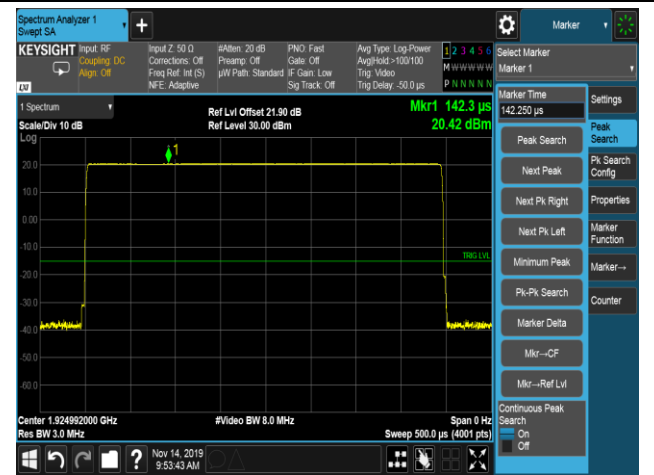 Spectrum Analyzer 1
Swept SA
Marker
KEYSIGHT
Input: RF
Coupling: DC
Align: Off
Input Z: 50 Ω
Corrections: Off
Freq Ref: Int (S)
NFE: Adaptive
#Atten: 20 dB
Preamp: Off
µW Path: Standard
PNO: Fast
Gate: Off
IF Gain: Low
Sig Track: Off
Avg Type: Log-Power
Avg|Hold:>100/100
Trig: Video
Trig Delay: -50.0 µs
1 2 3 4 5 6
M W W W W W
P N N N N N
LXI
Select Marker
Marker 1
1 Spectrum
Scale/Div 10 dB
Log
Ref Lvl Offset 21.90 dB
Ref Level 30.00 dBm
Mkr1 142.3 µs
20.42 dBm
1
20.0
10.0
0.00
-10.0
-20.0
-30.0
-40.0
-50.0
-60.0
TRIG LVL
Center 1.924992000 GHz
Res BW 3.0 MHz
#Video BW 8.0 MHz
Span 0 Hz
Sweep 500.0 µs (4001 pts)
Marker Time
142.250 µs
Peak Search
Next Peak
Next Pk Right
Next Pk Left
Minimum Peak
Pk-Pk Search
Marker Delta
Mkr→CF
Mkr→Ref Lvl
Continuous Peak
Search
On
Off
Settings
Peak
Search
Pk Search
Config
Properties
Marker
Function
Marker→
Counter
?
Nov 14, 2019
9:53:43 AM